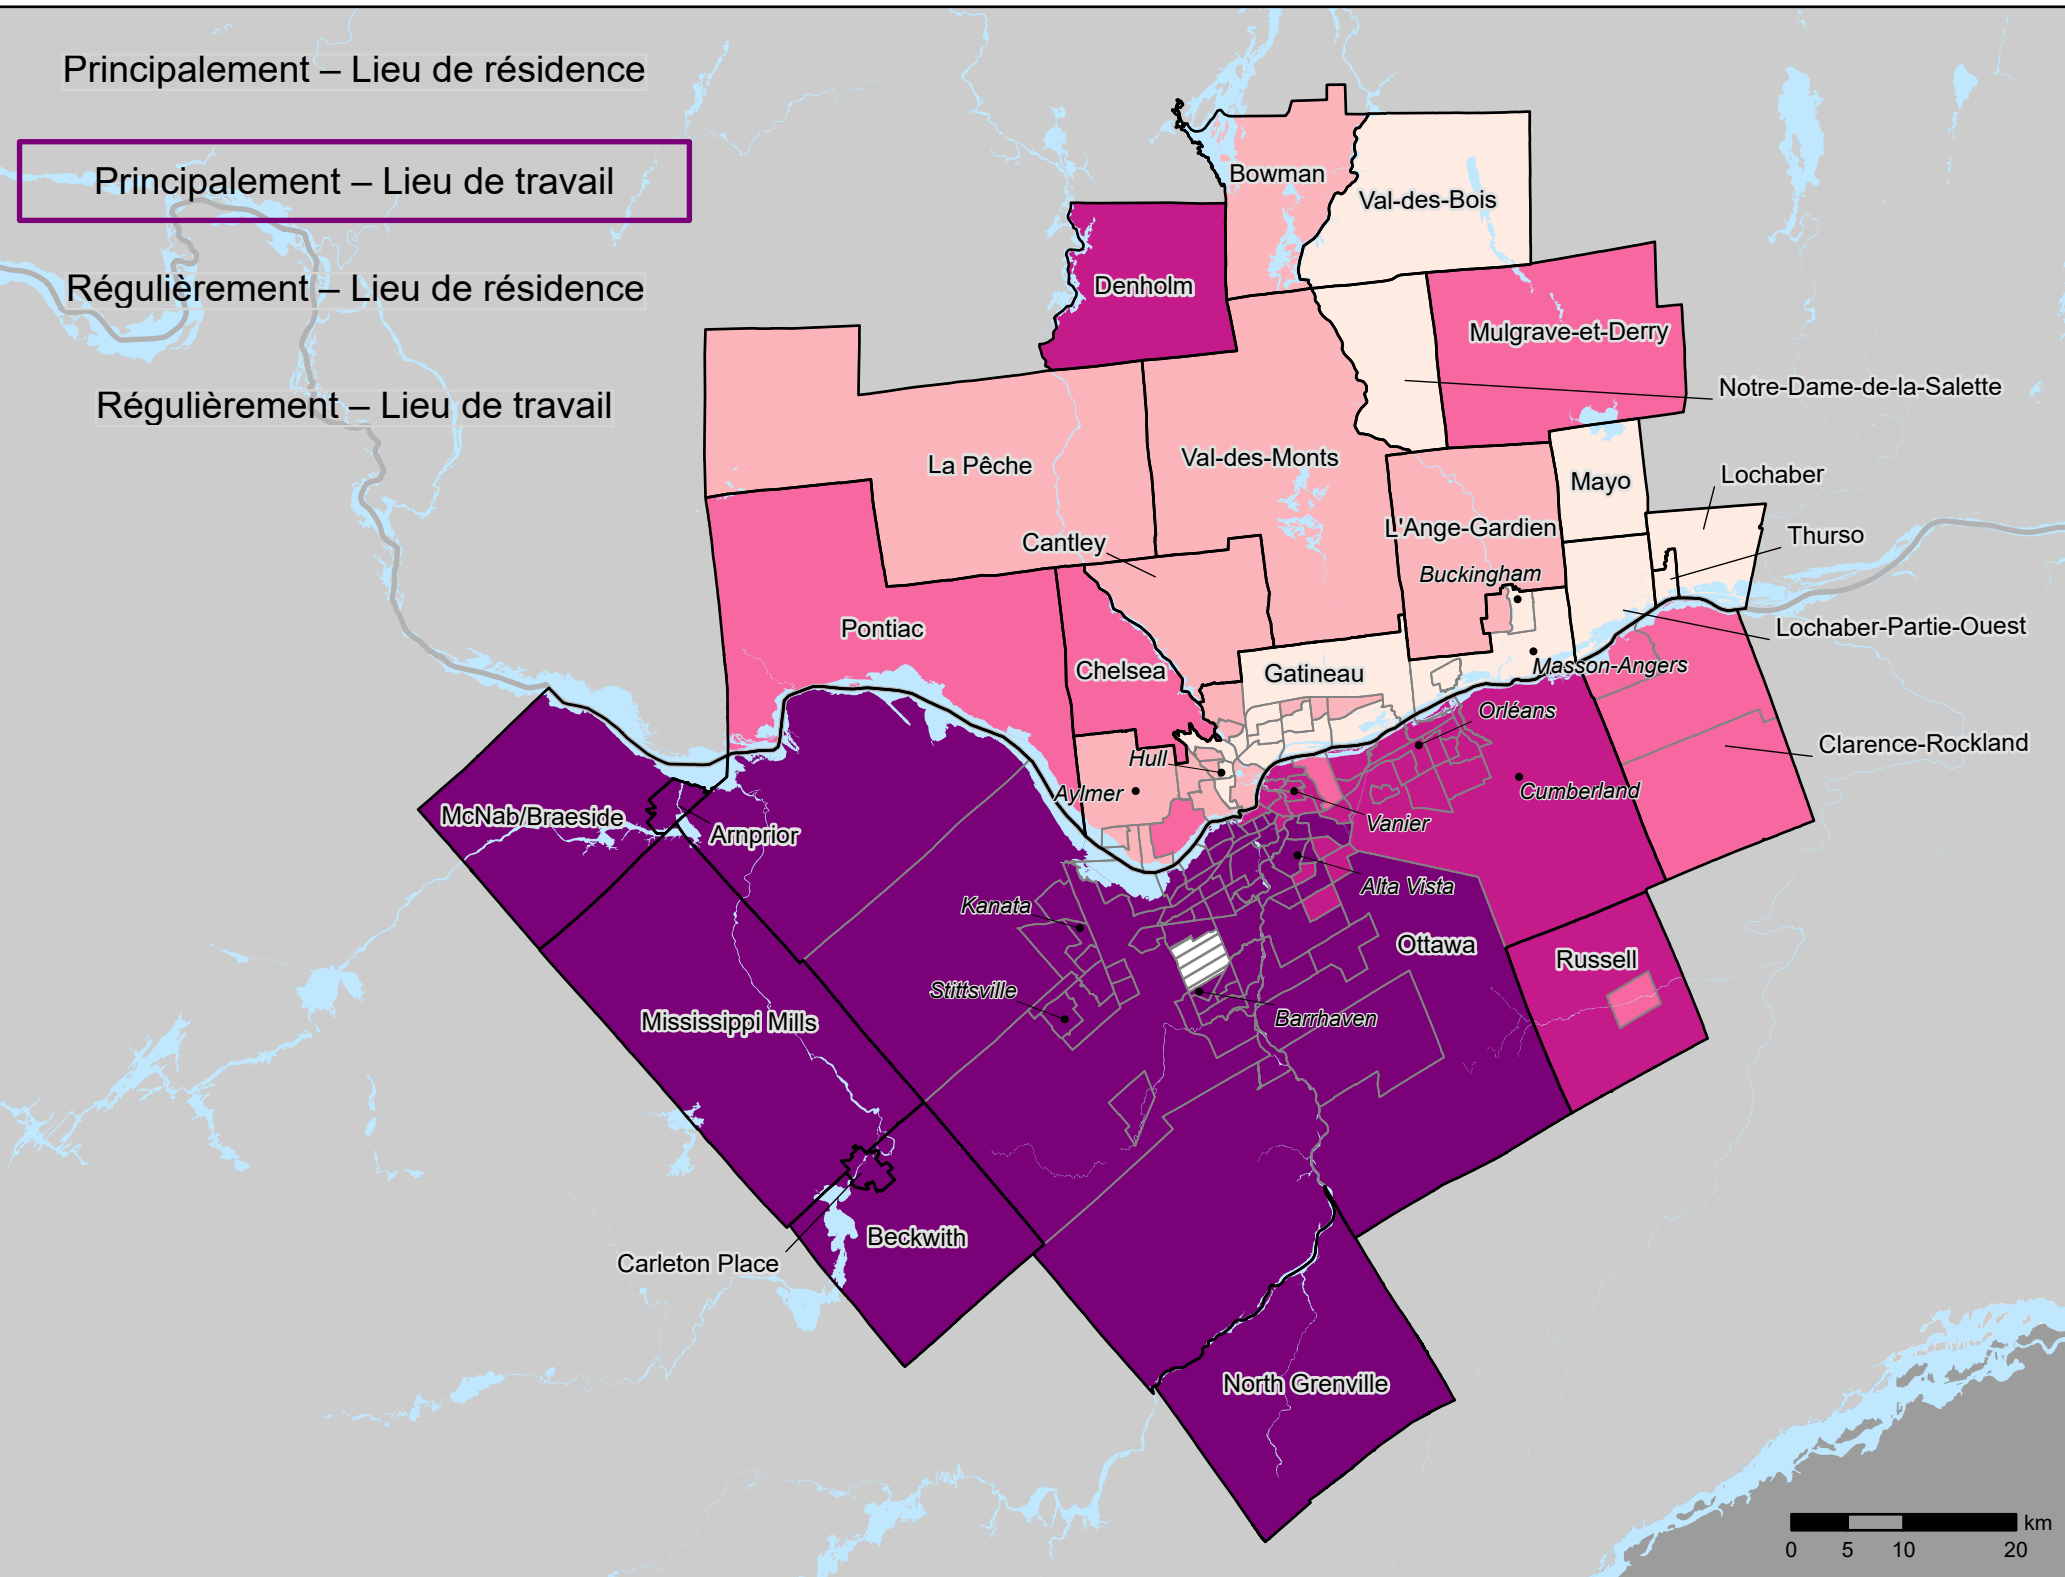 Principalement – Lieu de résidence
Principalement – Lieu de travail
Régulièrement – Lieu de résidence
Régulièrement – Lieu de travail
Bowman
Val-des-Bois
Denholm
Mulgrave-et-Derry
Notre-Dame-de-la-Salette
La Pêche
Val-des-Monts
Mayo
Lochaber
L'Ange-Gardien
Thurso
Cantley
Buckingham
Pontiac
Lochaber-Partie-Ouest
Chelsea
Gatineau
Masson-Angers
Orléans
Clarence-Rockland
Hull
Aylmer
Cumberland
McNab/Braeside
Arnprior
Vanier
Alta Vista
Kanata
Ottawa
Russell
Stittsville
Barrhaven
Mississippi Mills
Beckwith
Carleton Place
North Grenville
km
0 5 10 20